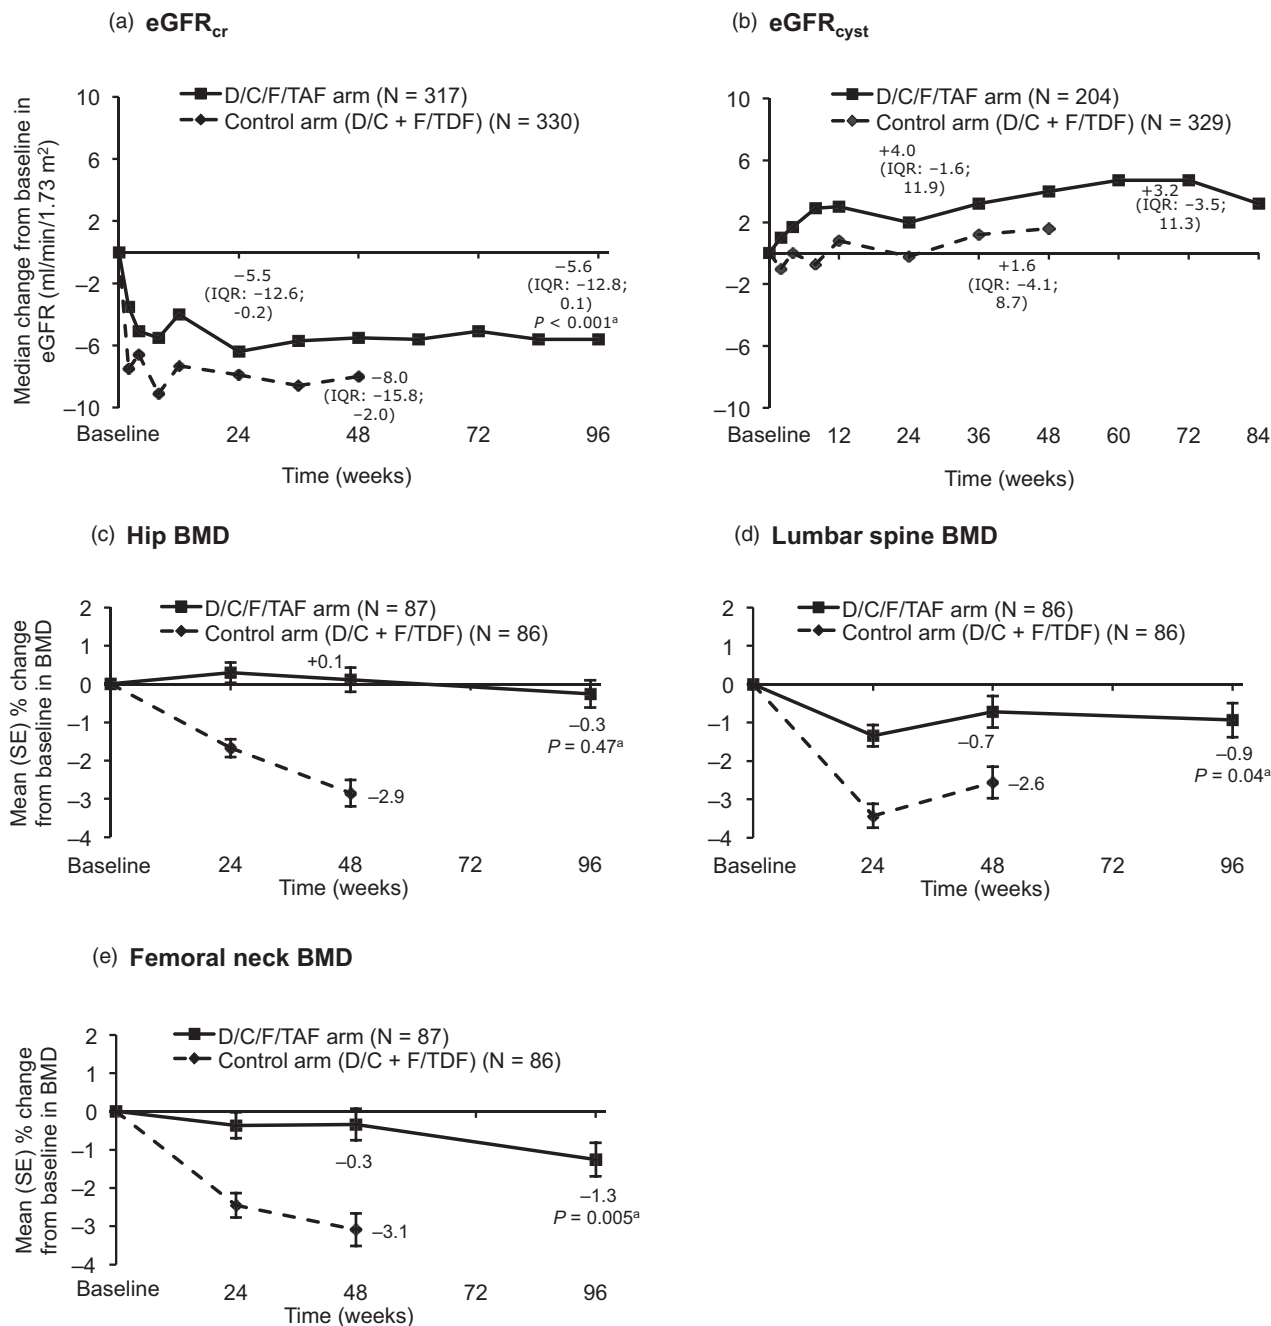 (a) eGFRcr
Median change from baseline in
eGFR (ml/min/1.73 m²)
10
6
2
–2
–6
–10
D/C/F/TAF arm (N = 317)
Control arm (D/C + F/TDF) (N = 330)
–5.5
(IQR: –12.6;
-0.2)
–5.6
(IQR: –12.8;
0.1)
P < 0.001ᵃ
–8.0
(IQR: –15.8;
–2.0)
Baseline 24 48 72 96
Time (weeks)
(b) eGFRcyst
10
6
2
–2
–6
–10
D/C/F/TAF arm (N = 204)
Control arm (D/C + F/TDF) (N = 329)
+4.0
(IQR: –1.6;
11.9)
+3.2
(IQR: –3.5;
11.3)
+1.6
(IQR: –4.1;
8.7)
Baseline 12 24 36 48 60 72 84
Time (weeks)
(c) Hip BMD
Mean (SE) % change
from baseline in BMD
2
1
0
–1
–2
–3
–4
D/C/F/TAF arm (N = 87)
Control arm (D/C + F/TDF) (N = 86)
+0.1
–0.3
P = 0.47ᵃ
–2.9
Baseline 24 48 72 96
Time (weeks)
(d) Lumbar spine BMD
2
1
0
–1
–2
–3
–4
D/C/F/TAF arm (N = 86)
Control arm (D/C + F/TDF) (N = 86)
–0.7
–0.9
P = 0.04ᵃ
–2.6
Baseline 24 48 72 96
Time (weeks)
(e) Femoral neck BMD
Mean (SE) % change
from baseline in BMD
2
1
0
–1
–2
–3
–4
D/C/F/TAF arm (N = 87)
Control arm (D/C + F/TDF) (N = 86)
–0.3
–1.3
P = 0.005ᵃ
–3.1
Baseline 24 48 72 96
Time (weeks)